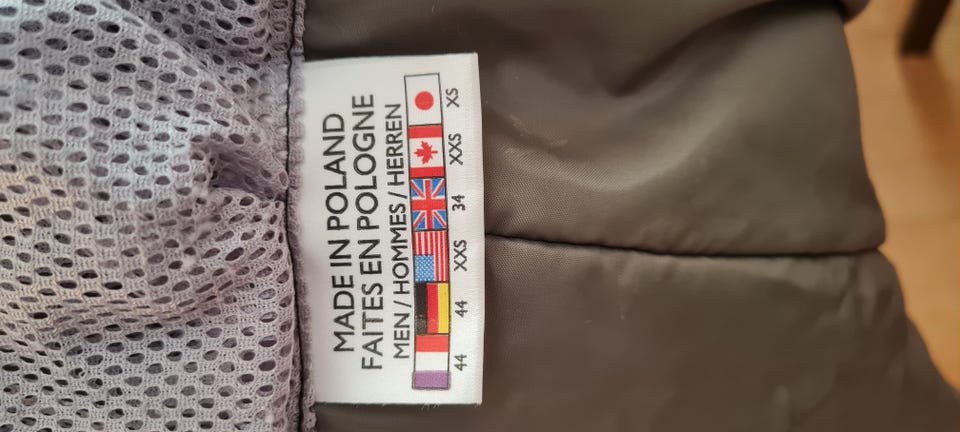 MADE IN POLAND
FAITES EN POLOGNE
MEN / HOMMES / HERREN
44 44 XXS 34 XXS XS